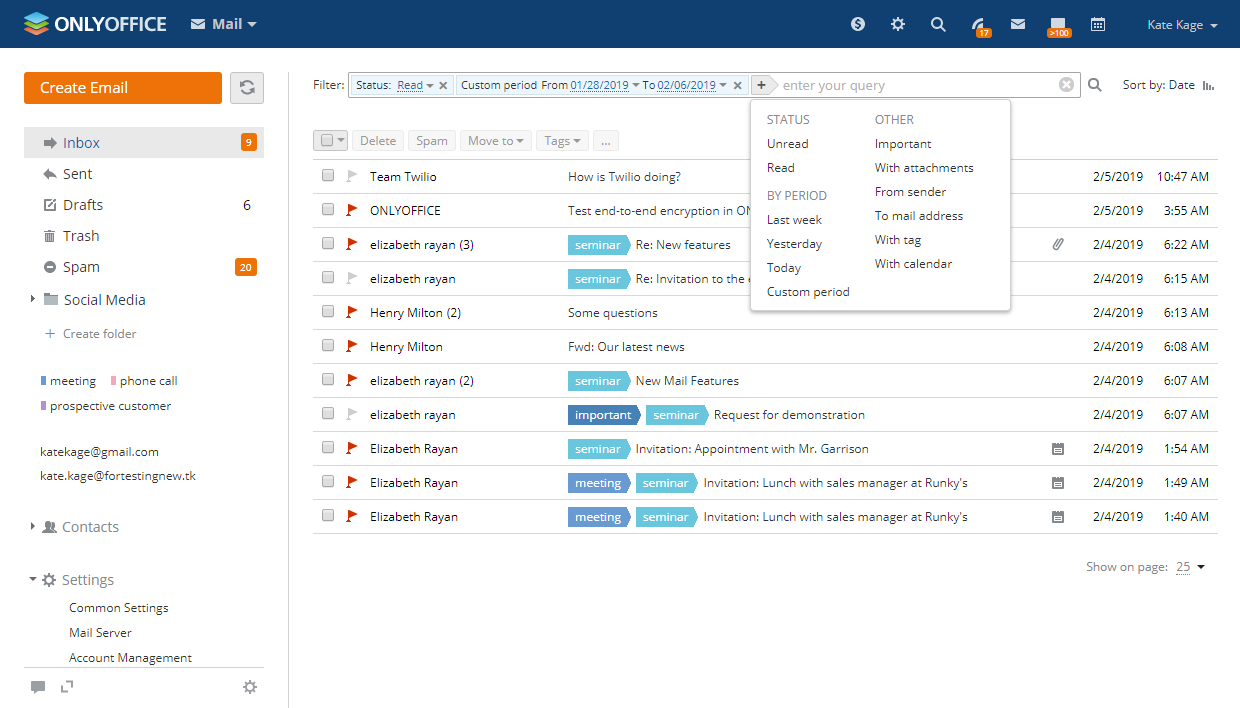 ONLYOFFICE Mail 17 >100 Kate Kage
Create Email
Inbox 9
Sent
Drafts 6
Trash
Spam 20
Social Media
Create folder
meeting phone call
prospective customer
katekage@gmail.com
kate.kage@fortestingnew.tk
Contacts
Settings
Common Settings
Mail Server
Account Management
Filter: Status: Read Custom period From 01/28/2019 To 02/06/2019 + enter your query Sort by: Date
Delete Spam Move to Tags ...
STATUS
Unread
Read
BY PERIOD
Last week
Yesterday
Today
Custom period
OTHER
Important
With attachments
From sender
To mail address
With tag
With calendar
Team Twilio How is Twilio doing? 2/5/2019 10:47 AM
ONLYOFFICE Test end-to-end encryption in 2/5/2019 3:55 AM
elizabeth rayan (3) seminar Re: New features 2/4/2019 6:22 AM
elizabeth rayan seminar Re: Invitation to the 2/4/2019 6:15 AM
Henry Milton (2) Some questions 2/4/2019 6:13 AM
Henry Milton Fwd: Our latest news 2/4/2019 6:08 AM
elizabeth rayan (2) seminar New Mail Features 2/4/2019 6:07 AM
elizabeth rayan important seminar Request for demonstration 2/4/2019 6:07 AM
Elizabeth Rayan seminar Invitation: Appointment with Mr. Garrison 2/4/2019 1:54 AM
Elizabeth Rayan meeting seminar Invitation: Lunch with sales manager at Runky's 2/4/2019 1:49 AM
Elizabeth Rayan meeting seminar Invitation: Lunch with sales manager at Runky's 2/4/2019 1:40 AM
Show on page: 25